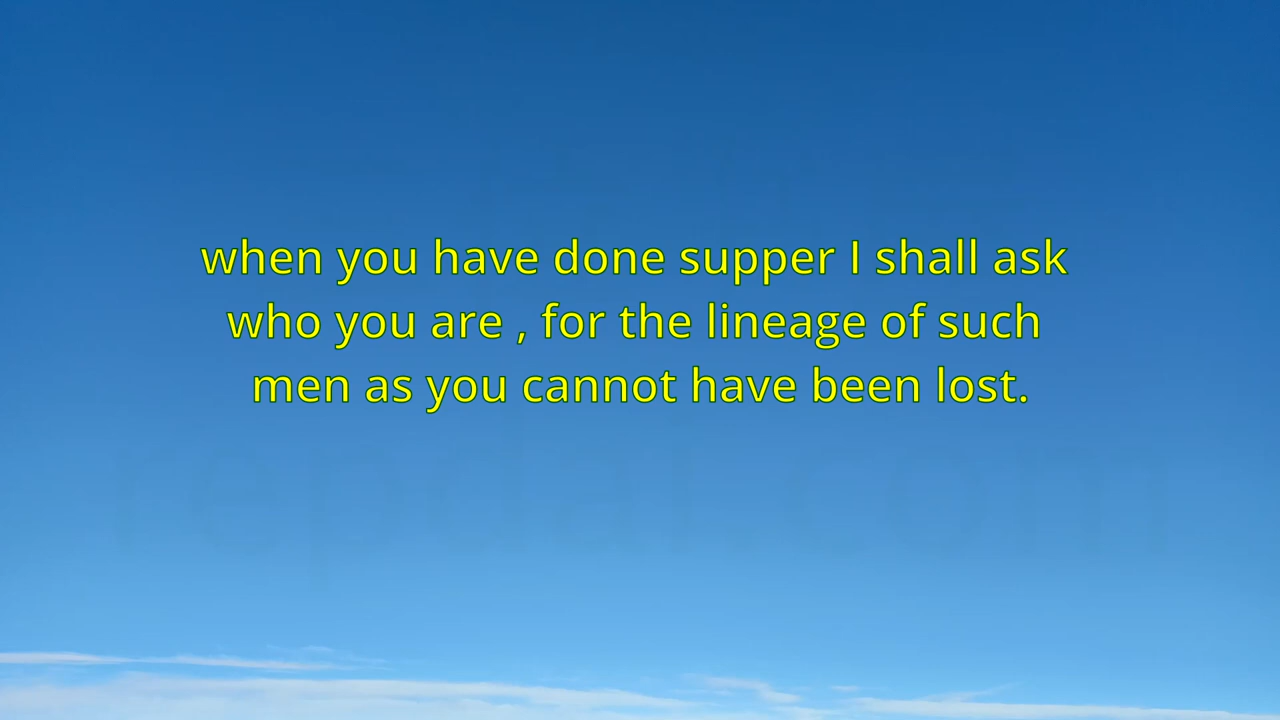 when you have done supper I shall ask
who you are , for the lineage of such
men as you cannot have been lost.